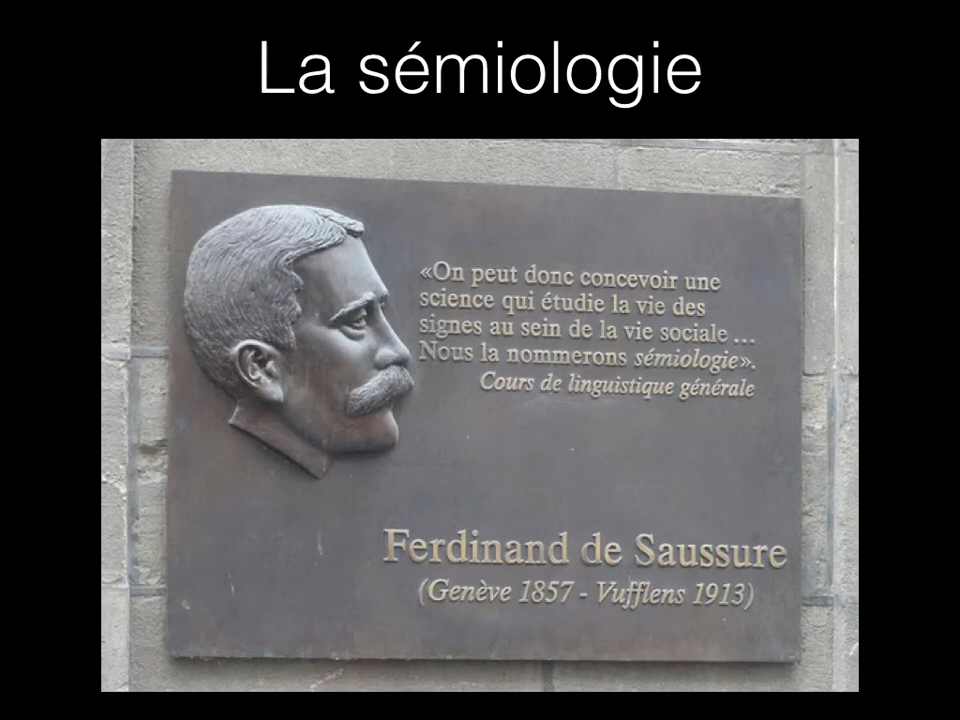 La sémiologie
«On peut donc concevoir une
science qui étudie la vie des
signes au sein de la vie sociale ...
Nous la nommerons sémiologie».
Cours de linguistique générale
Ferdinand de Saussure
(Genève 1857 - Vufflens 1913)